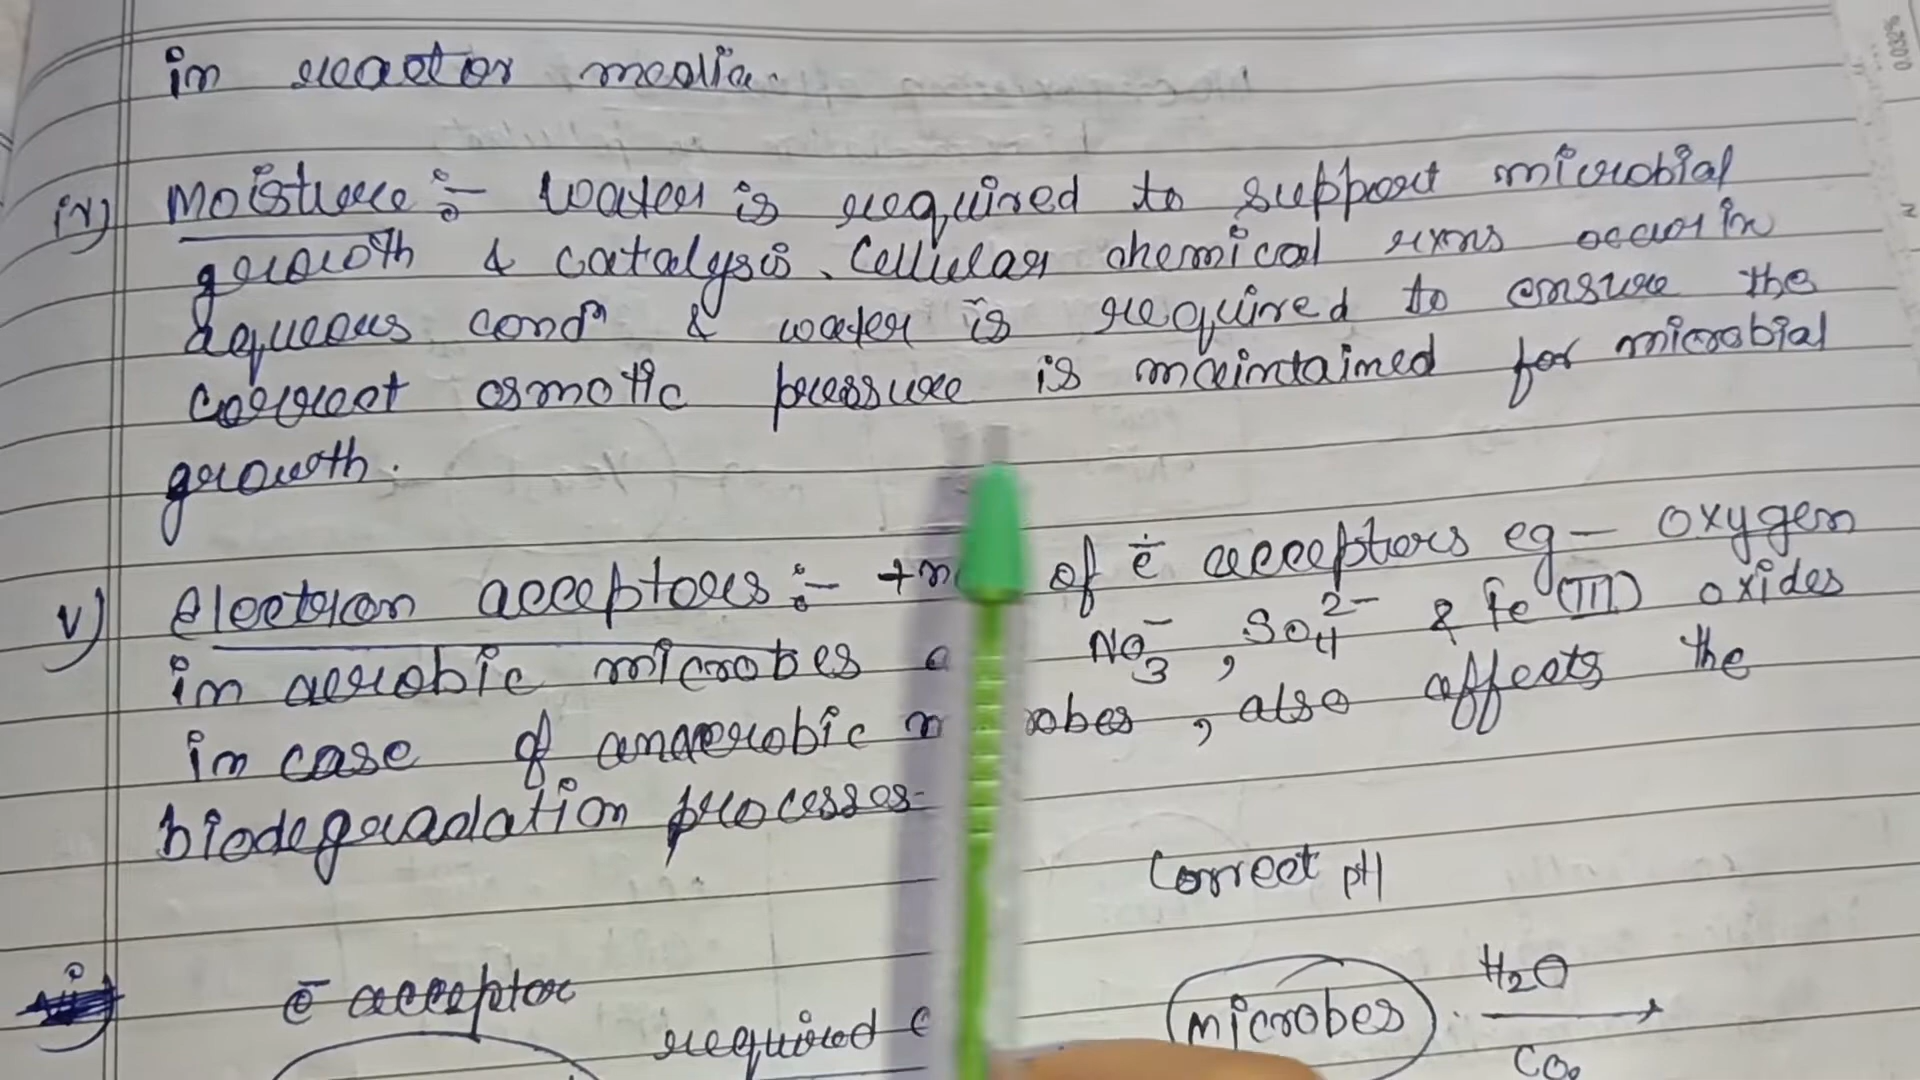 in reactor media.
iv) Moisture :- Water is required to support microbial
growth & catalysis. Cellular chemical rxns occur in
aqueous condn & water is required to ensure the
correct osmotic pressure is maintained for microbial
growth.
v) Electron acceptors :- of e- acceptors eg - oxygen
in aerobic microbes NO3-, SO4 2- & Fe (III) oxides
in case of anaerobic, also affects the
biodegradation processes.
Correct pH
e- acceptor
required
microbes
H2O
CO2